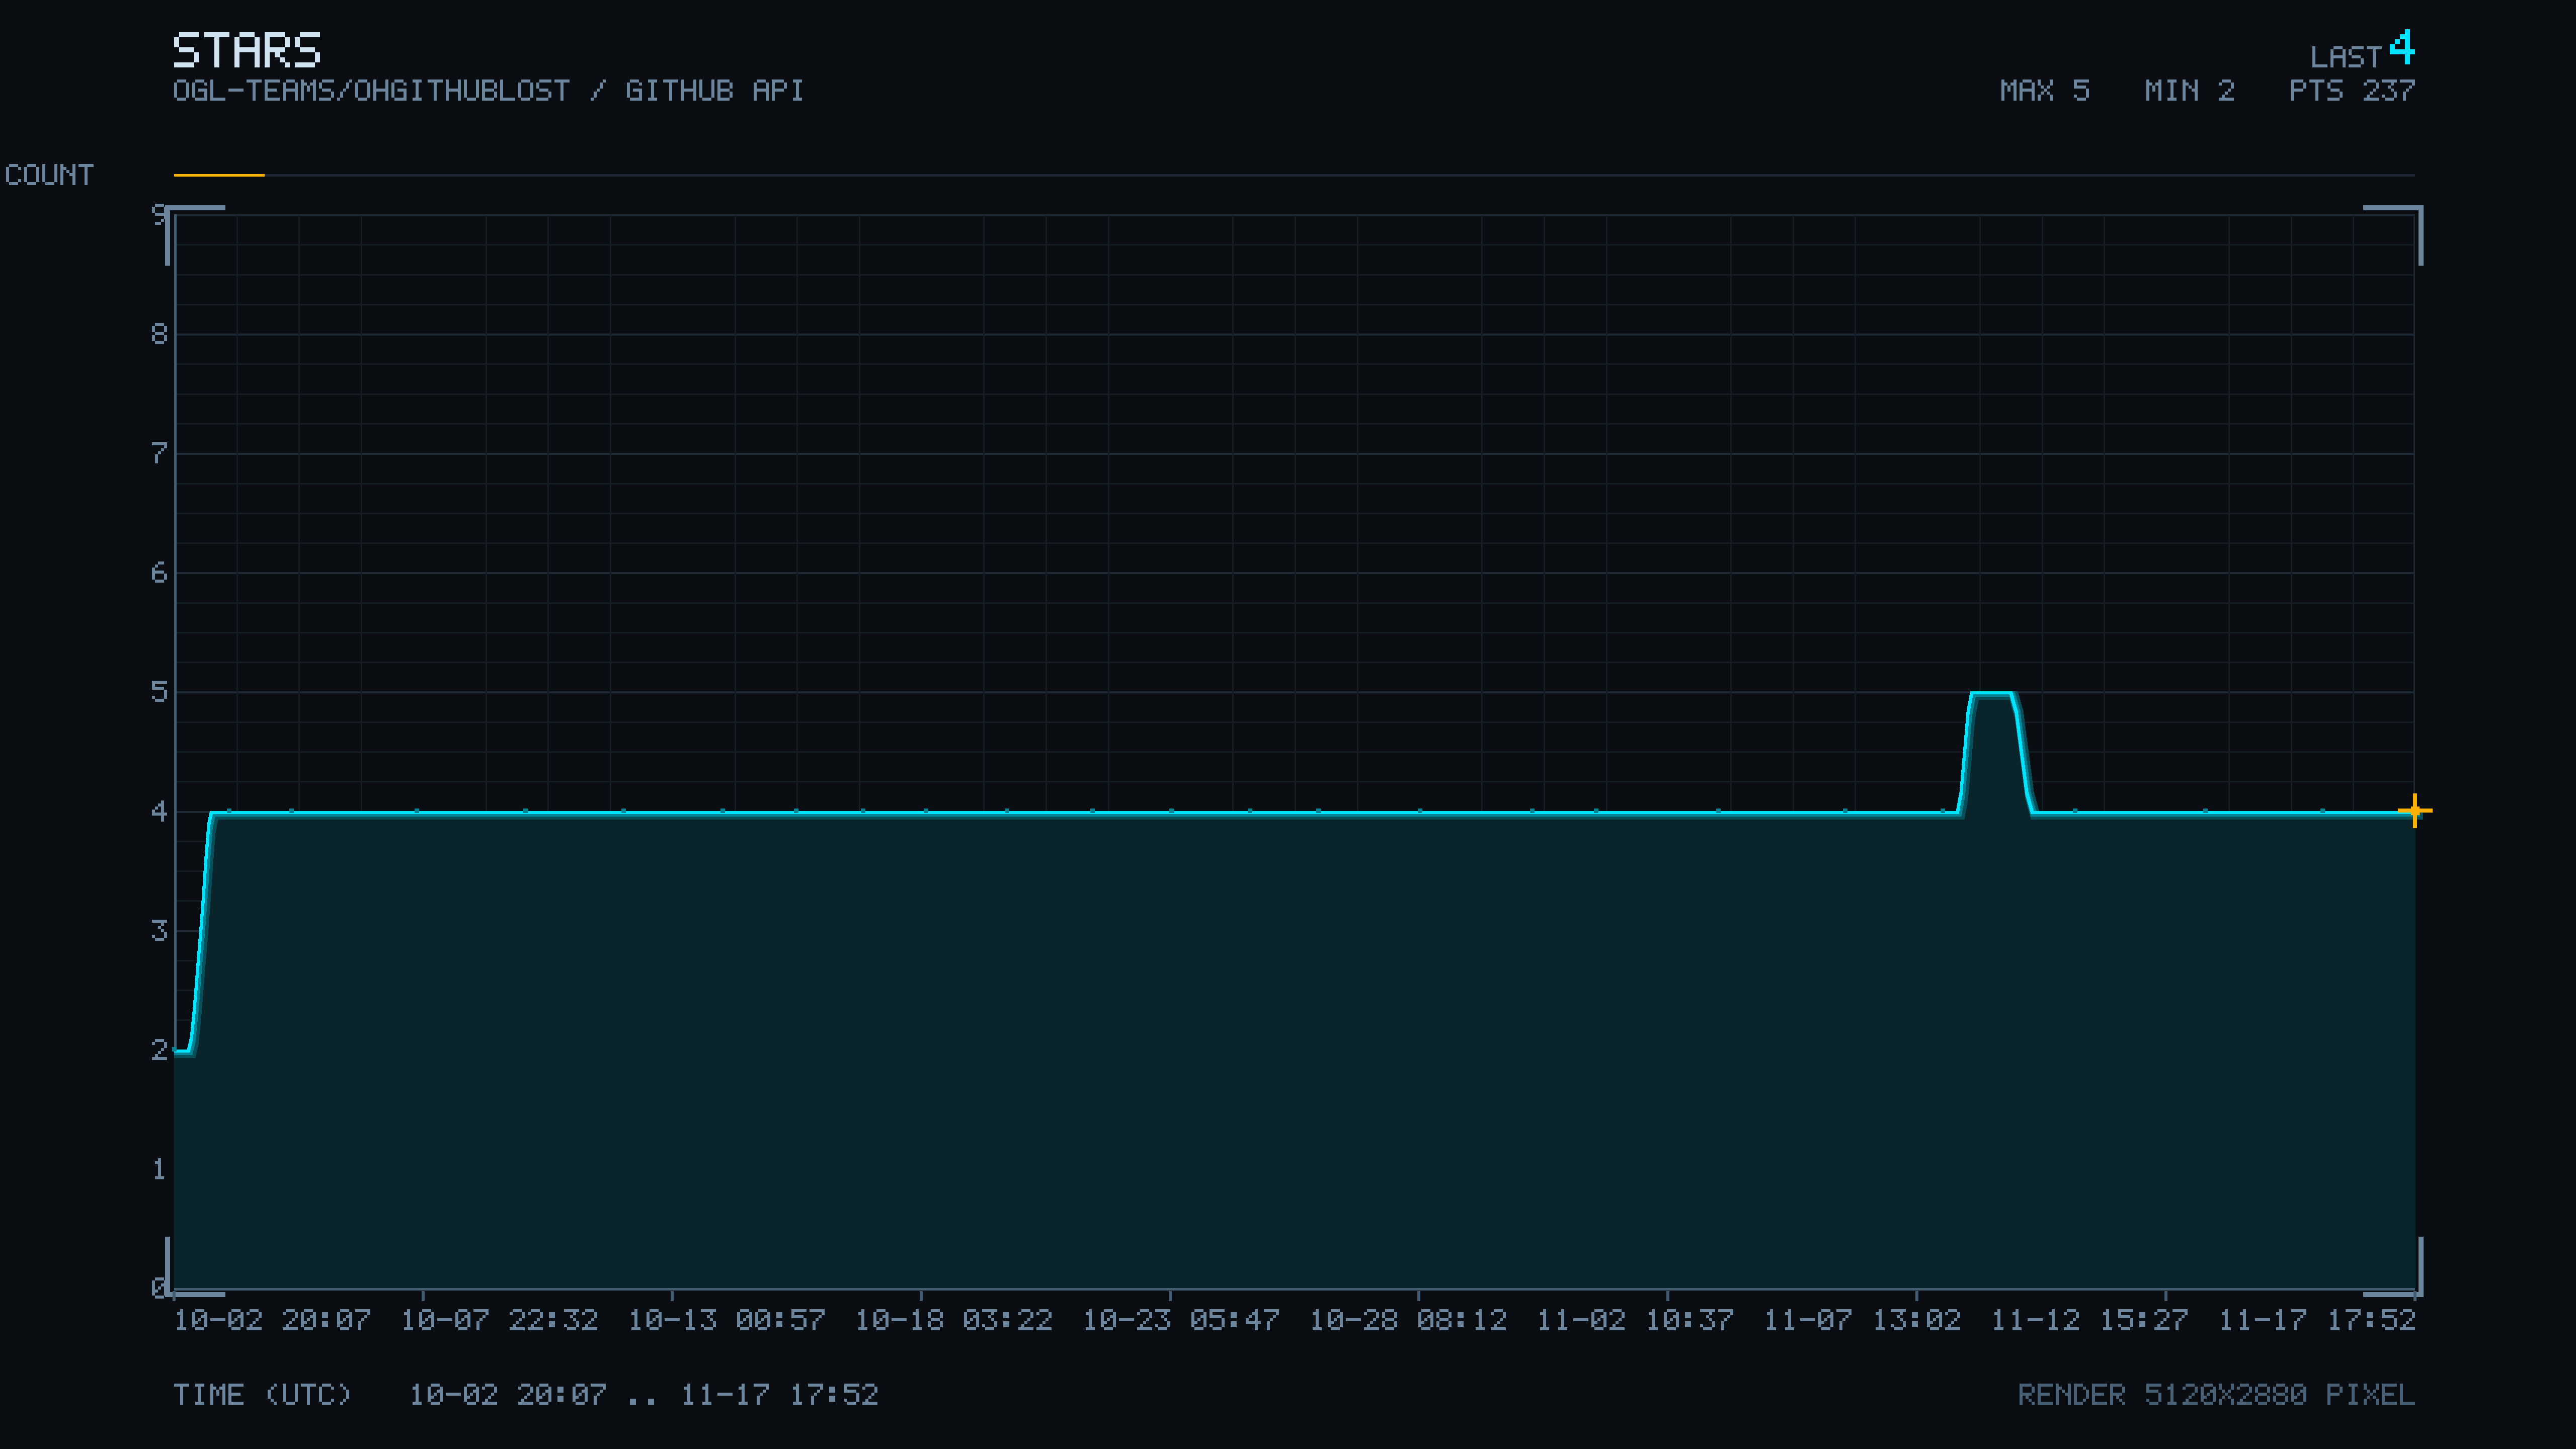 STARS
LAST 4
OGL-TEAMS/OHGITHUBLOST / GITHUB API
MAX 5 MIN 2 PTS 237
COUNT
9
8
7
6
5
4
3
2
1
0
10-02 20:07 10-07 22:32 10-13 00:57 10-18 03:22 10-23 05:47 10-28 08:12 11-02 10:37 11-07 13:02 11-12 15:27 11-17 17:52
TIME (UTC) 10-02 20:07 .. 11-17 17:52
RENDER 5120X2880 PIXEL